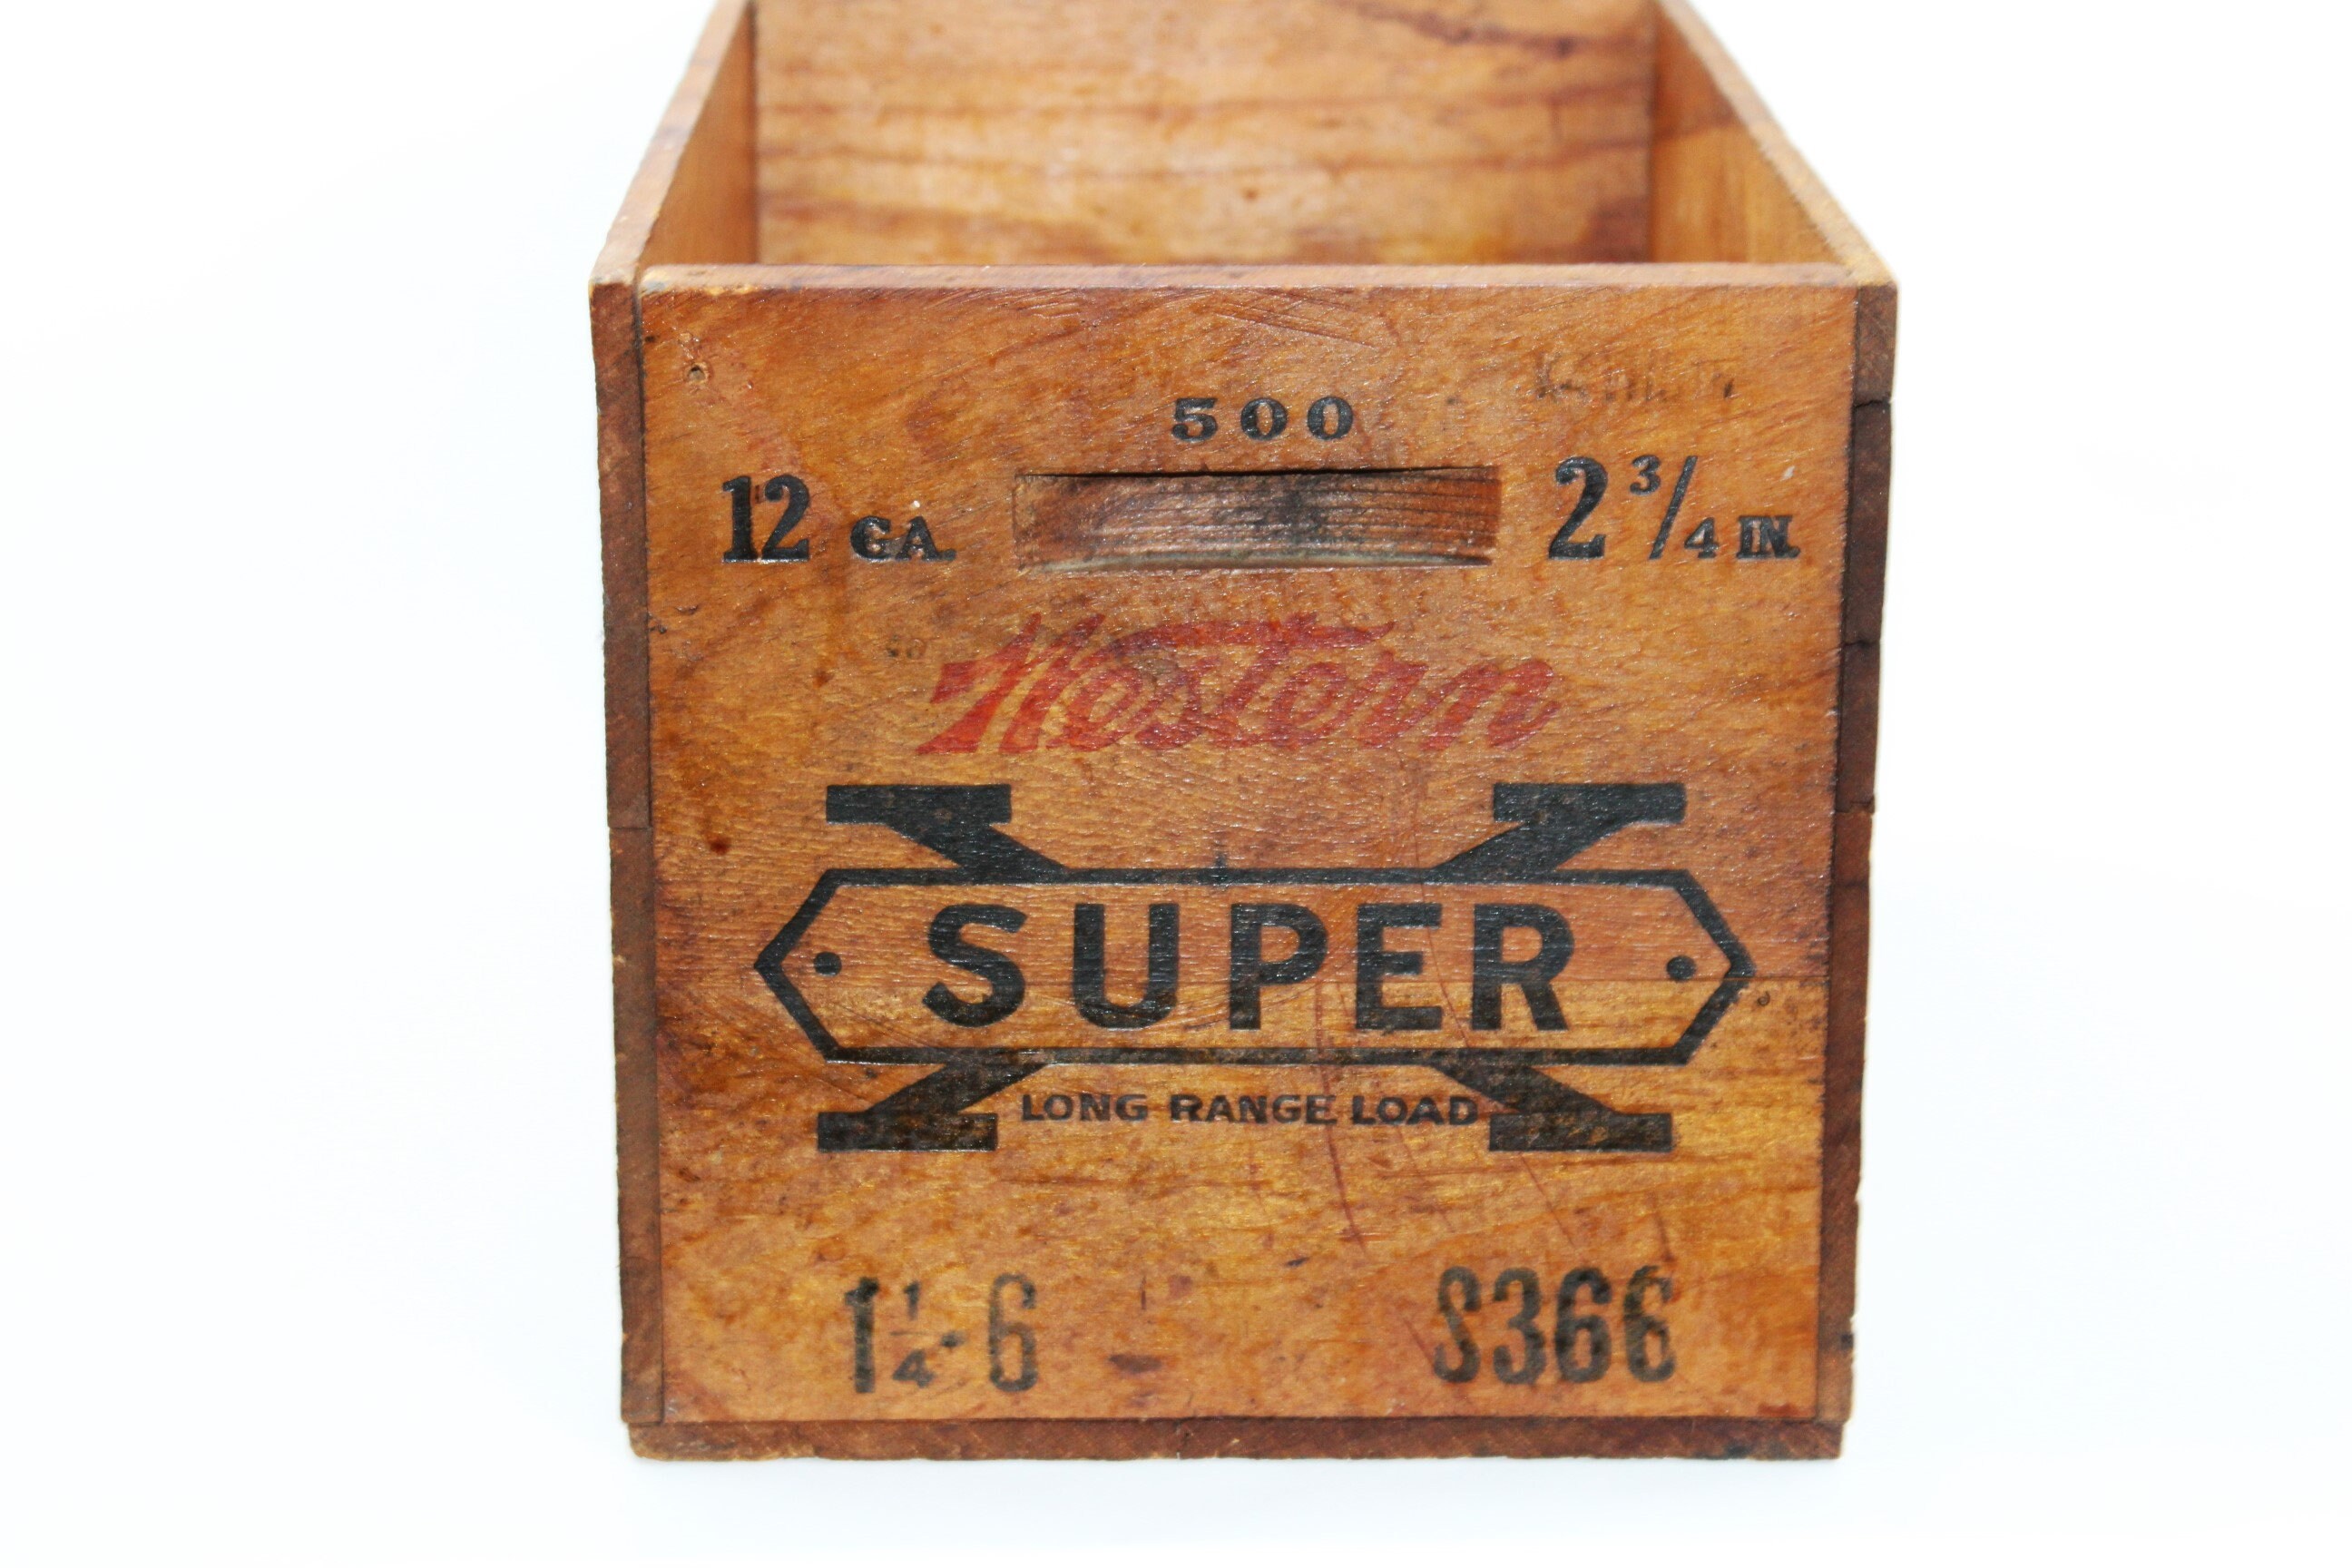 500
12 GA. 2 3/4 IN.
Western
SUPER
LONG RANGE LOAD
1 1/4-6 S366